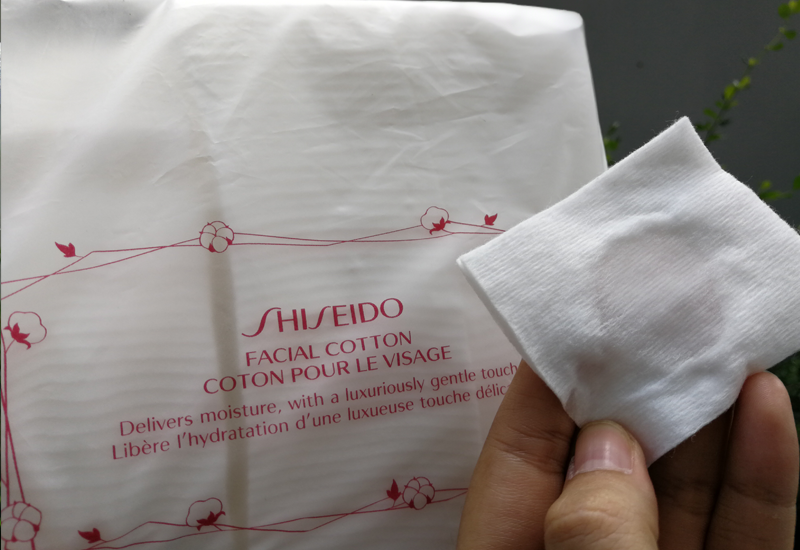 SHISEIDO
FACIAL COTTON
COTON POUR LE VISAGE
Delivers moisture, with a luxuriously gentle touch
Libère l'hydratation d'une luxueuse touche